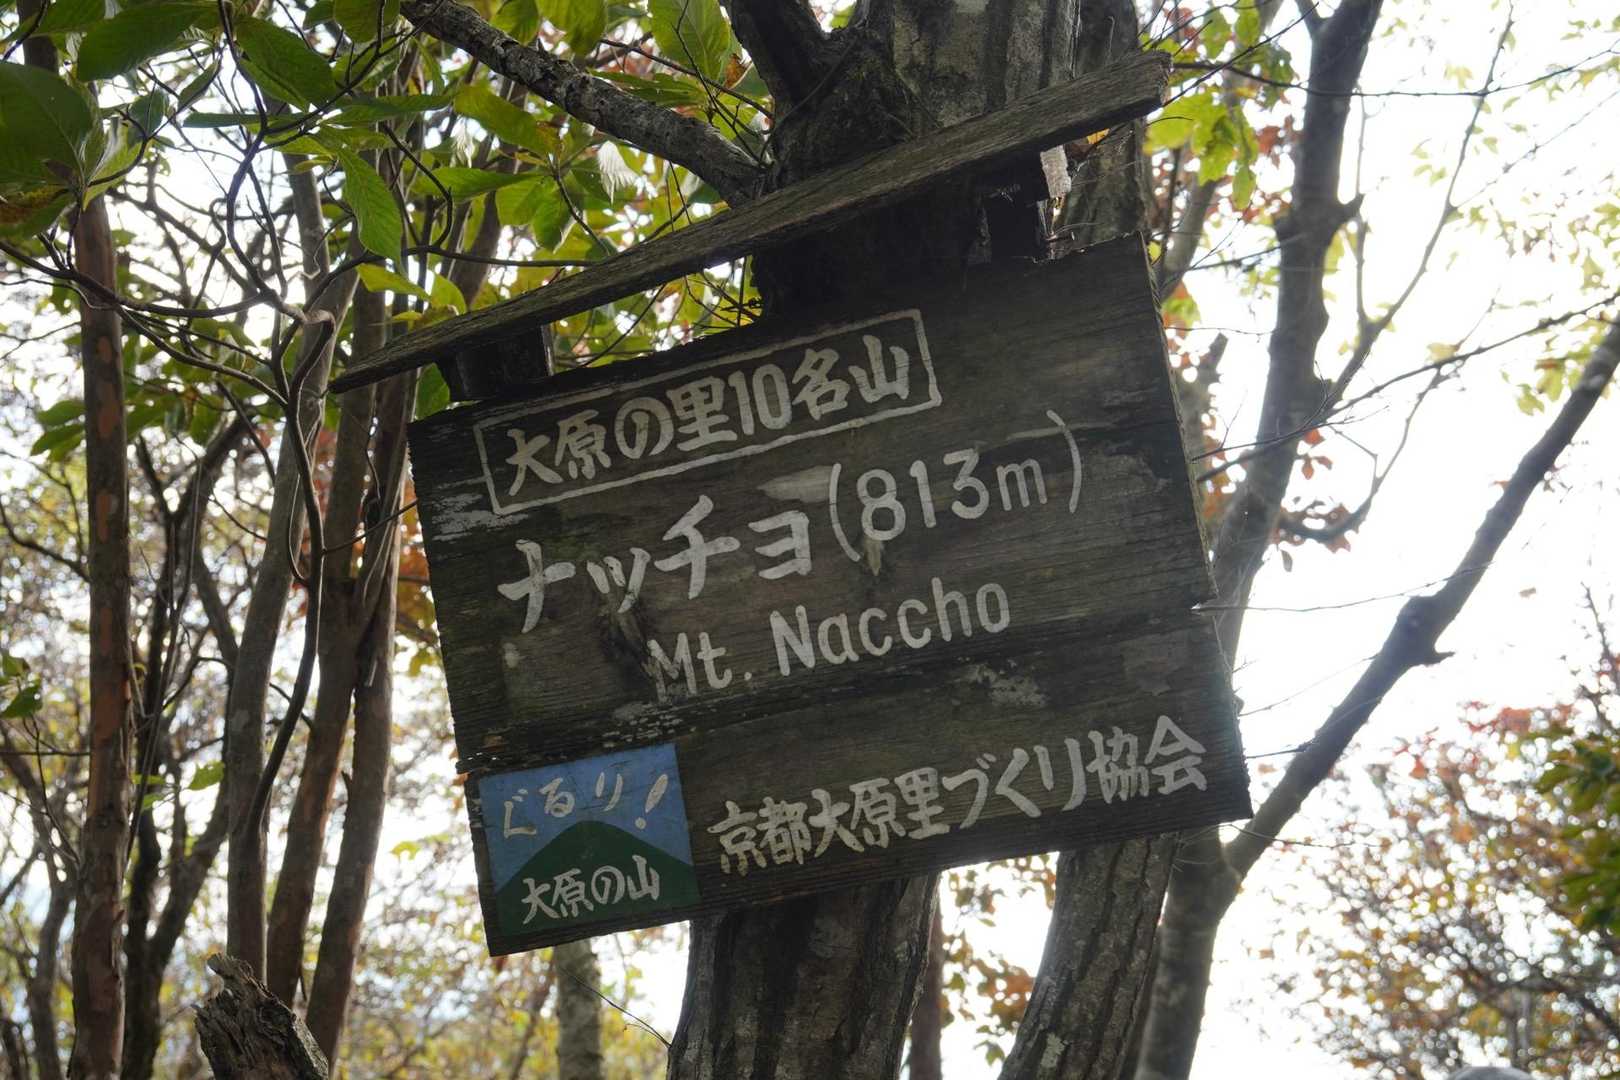 大原の里10名山
ナッチョ(813m)
Mt. Naccho
ぐるり!
大原の山
京都大原里づくり協会